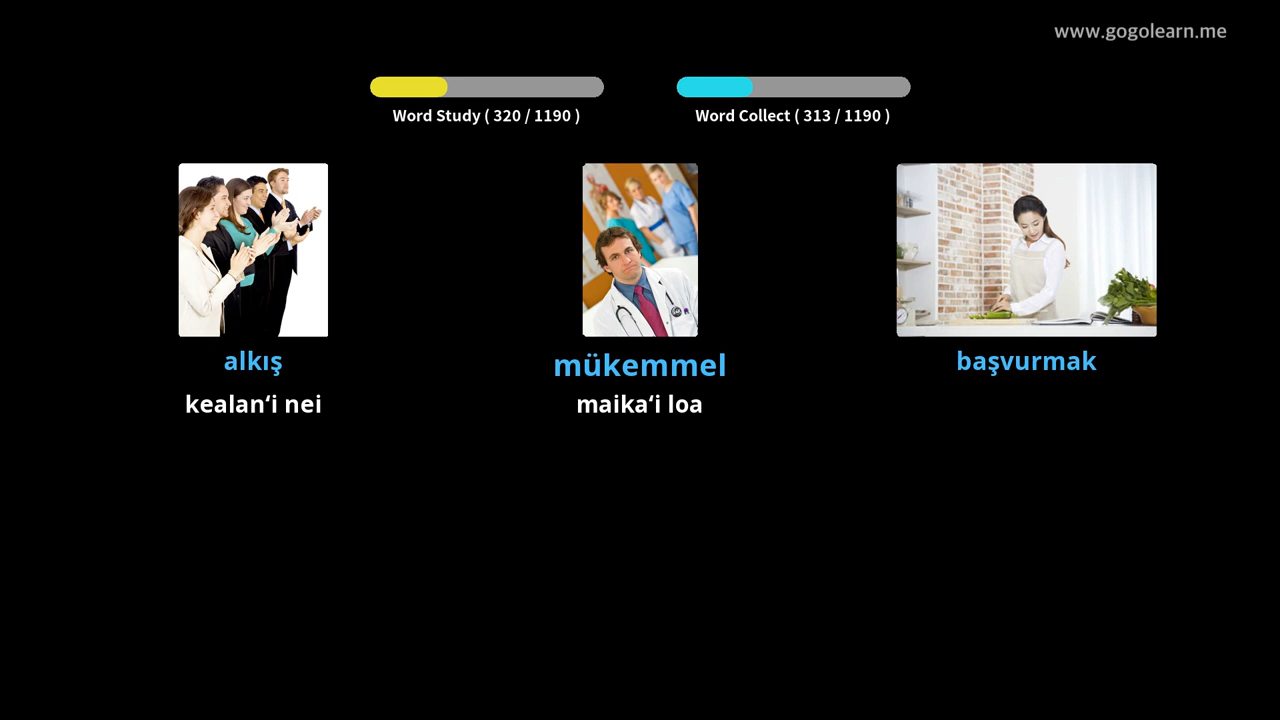 www.gogolearn.me
Word Study ( 320 / 1190 )
Word Collect ( 313 / 1190 )
alkış
mükemmel
başvurmak
kealanʻi nei
maikaʻi loa